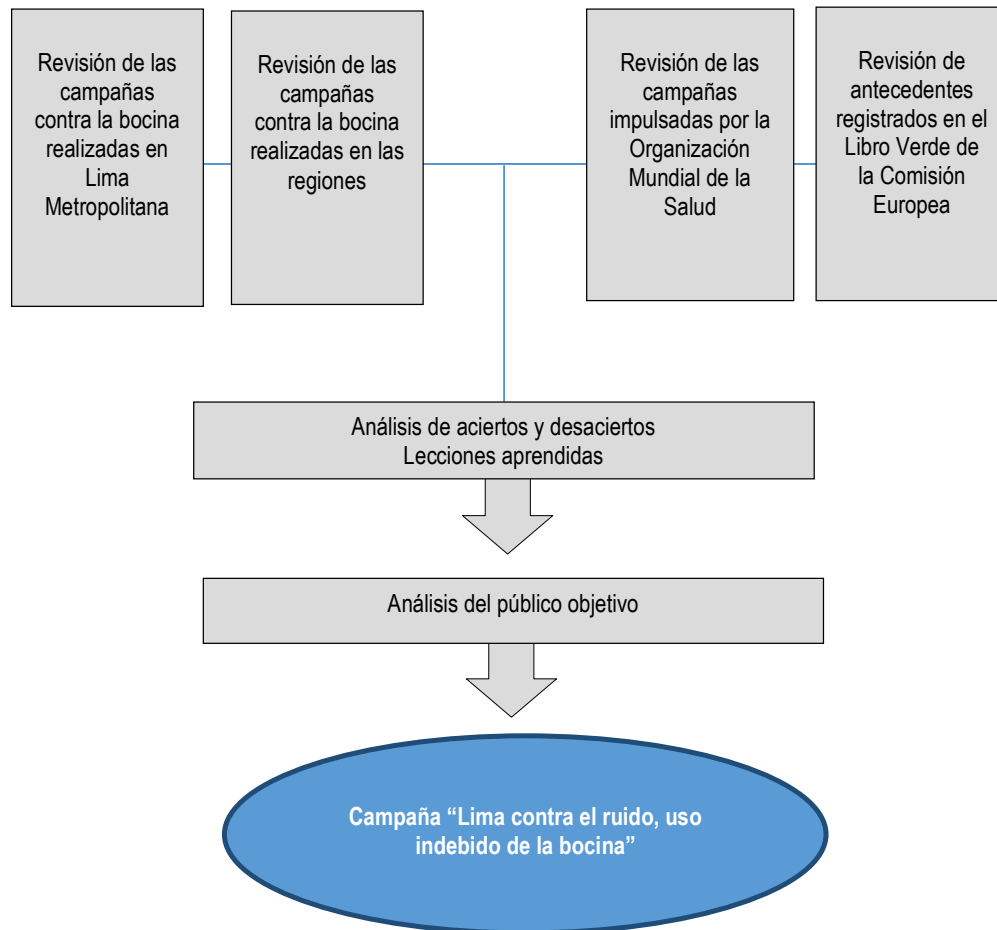 Revisión de las
campañas
contra la bocina
realizadas en
Lima
Metropolitana
Revisión de las
campañas
contra la bocina
realizadas en las
regiones
Revisión de las
campañas
impulsadas por la
Organización
Mundial de la
Salud
Revisión de
antecedentes
registrados en el
Libro Verde de
la Comisión
Europea
Análisis de aciertos y desaciertos
Lecciones aprendidas
Análisis del público objetivo
Campaña “Lima contra el ruido, uso
indebido de la bocina”